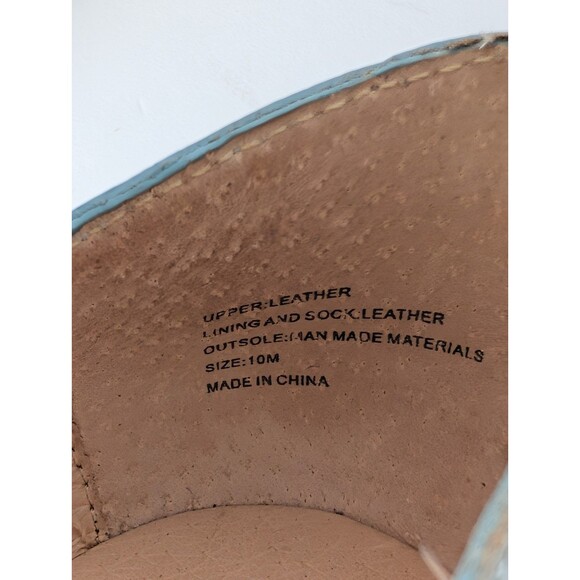 UPPER:LEATHER
LINING AND SOCK:LEATHER
OUTSOLE:MAN MADE MATERIALS
SIZE:10M
MADE IN CHINA